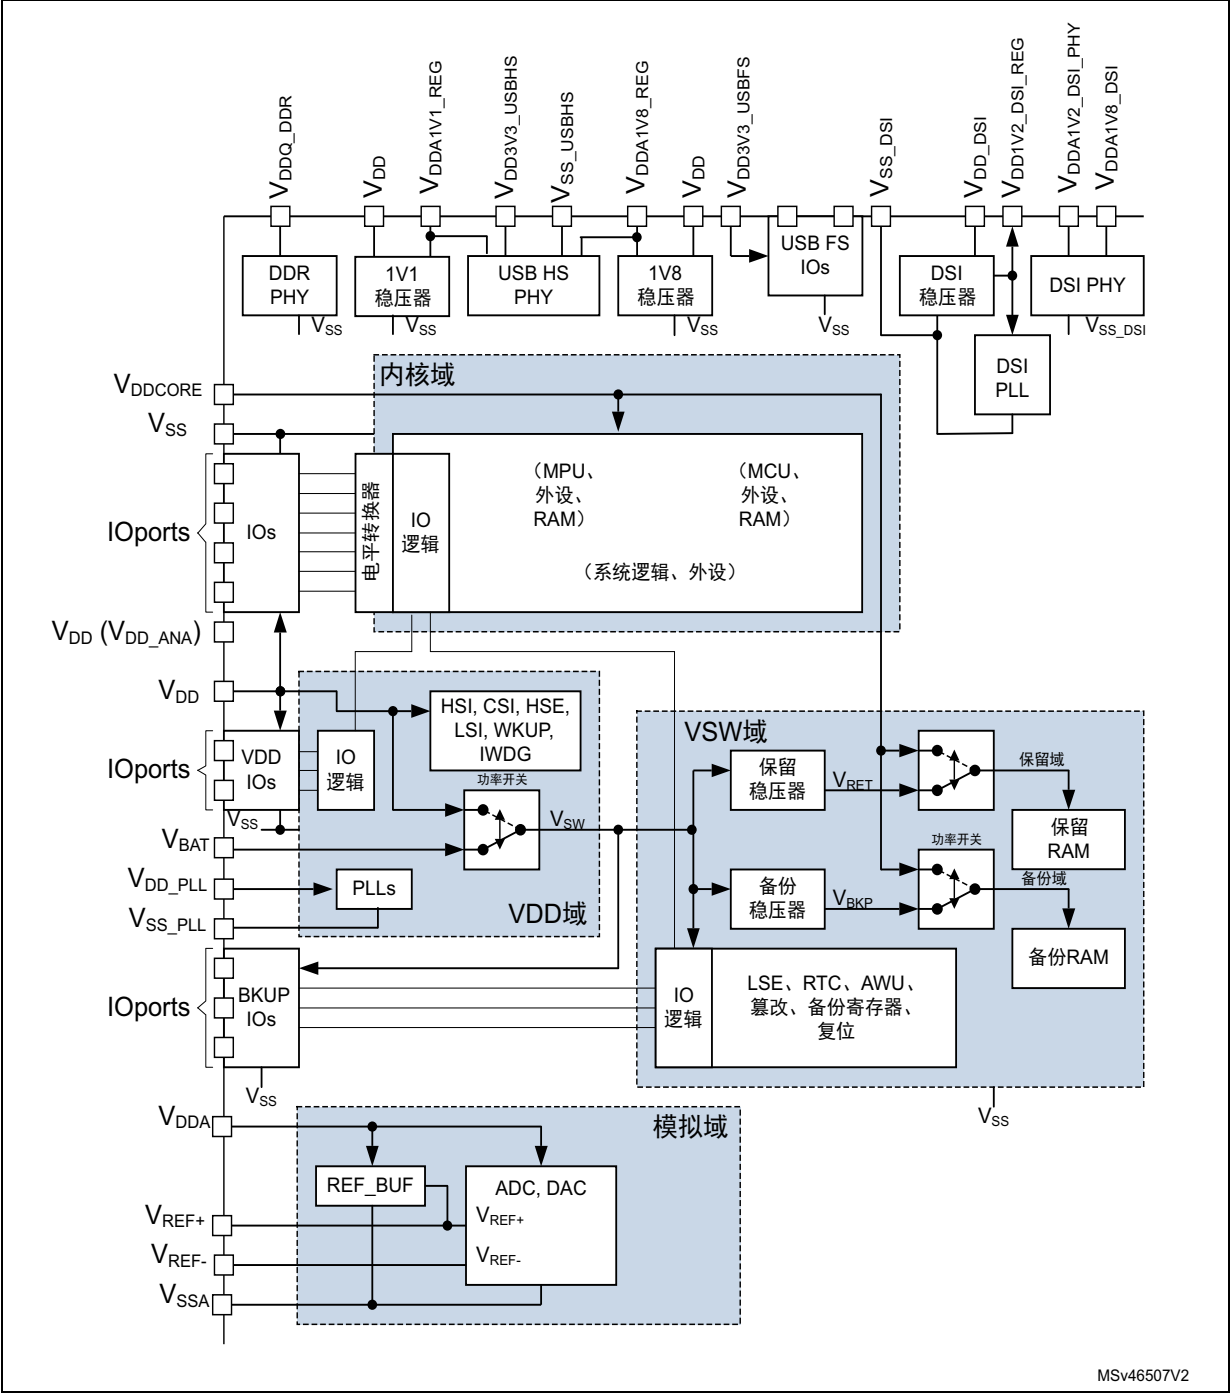 VDDQ_DDR
VDD
VDDA1V1_REG
VDD3V3_USBHS
VSS_USBHS
VDDA1V8_REG
VDD
VDD3V3_USBFS
VSS_DSI
VDD_DSI
VDD1V2_DSI_REG
VDDA1V2_DSI_PHY
VDDA1V8_DSI
DDR
PHY
VSS
1V1
稳压器
VSS
USB HS
PHY
1V8
稳压器
VSS
USB FS
IOs
VSS
DSI
稳压器
DSI PHY
VSS_DSI
DSI
PLL
内核域
VDDCORE
VSS
IOports
IOs
电平转换器
IO
逻辑
（MPU、
外设、
RAM）
（MCU、
外设、
RAM）
（系统逻辑、外设）
VDD (VDD_ANA)
VDD
IOports
VDD
IOs
VSS
IO
逻辑
HSI, CSI, HSE,
LSI, WKUP,
IWDG
功率开关
VSW
VBAT
VDD_PLL
PLLs
VSS_PLL
VDD域
VSW域
保留
稳压器
VRET
保留域
保留
RAM
功率开关
备份
稳压器
VBKP
备份域
备份RAM
IOports
BKUP
IOs
VSS
IO
逻辑
LSE、RTC、AWU、
篡改、备份寄存器、
复位
VSS
VDDA
模拟域
REF_BUF
ADC, DAC
VREF+
VREF+
VREF-
VREF-
VSSA
MSv46507V2